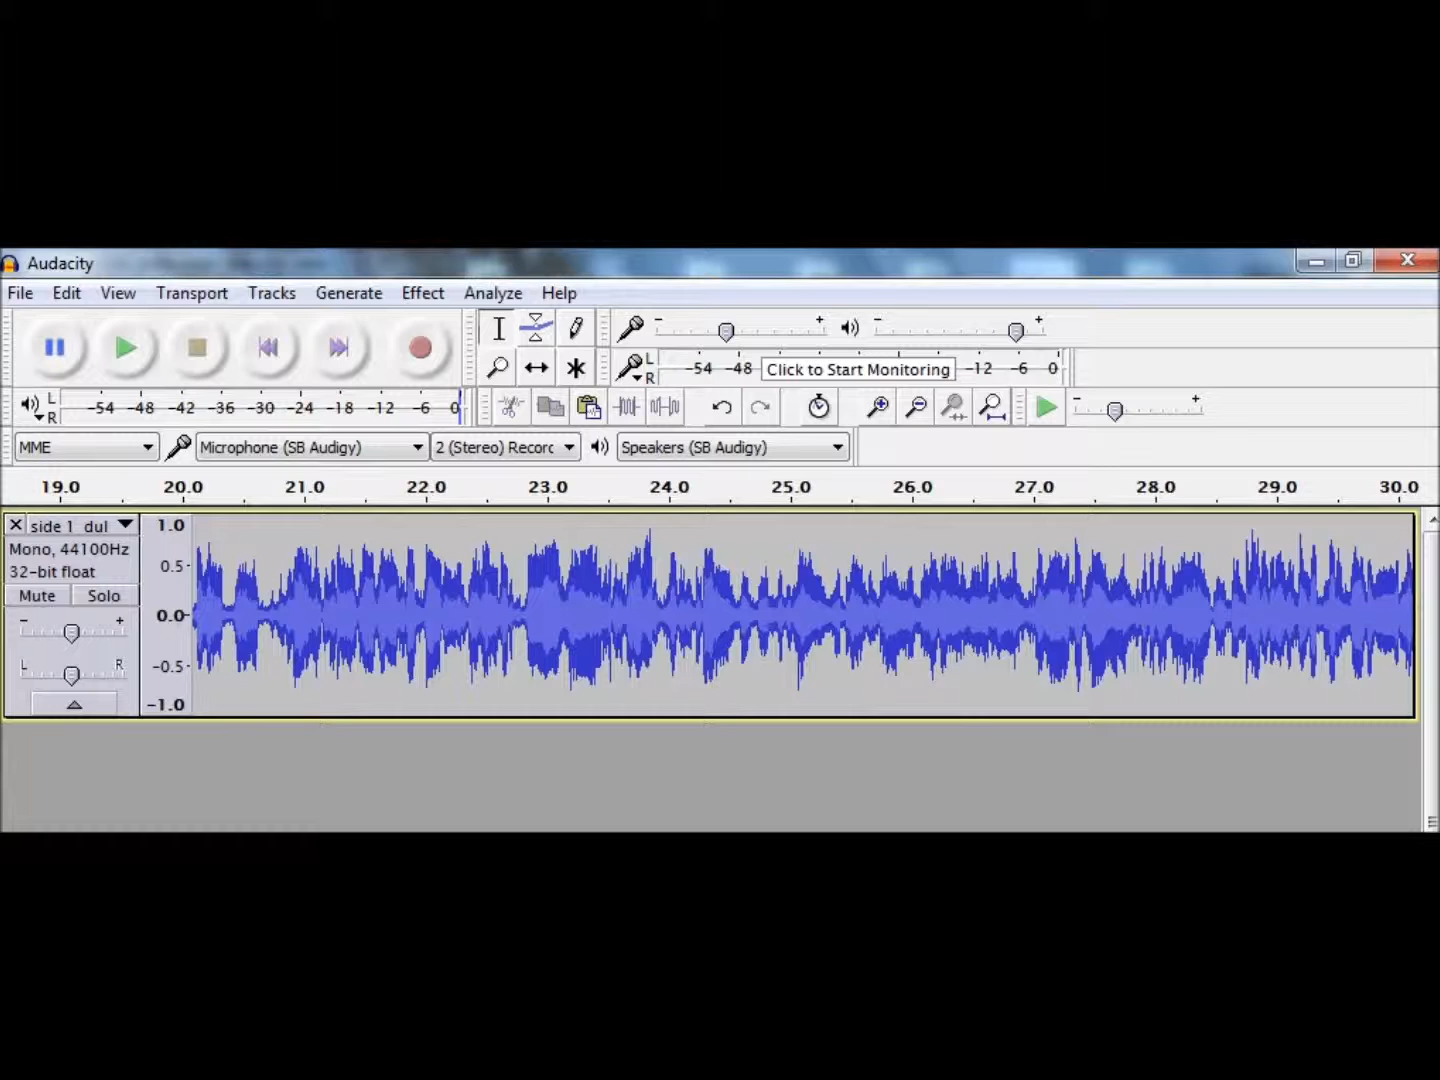 Audacity
File Edit View Transport Tracks Generate Effect Analyze Help
L
R
-54 -48 Click to Start Monitoring -12 -6 0
L
R
-54 -48 -42 -36 -30 -24 -18 -12 -6 0
MME Microphone (SB Audigy) 2 (Stereo) Recorc Speakers (SB Audigy)
19.0 20.0 21.0 22.0 23.0 24.0 25.0 26.0 27.0 28.0 29.0 30.0
side 1 dul 1.0
Mono, 44100Hz
32-bit float 0.5
Mute Solo
- + 0.0
L R -0.5
-1.0